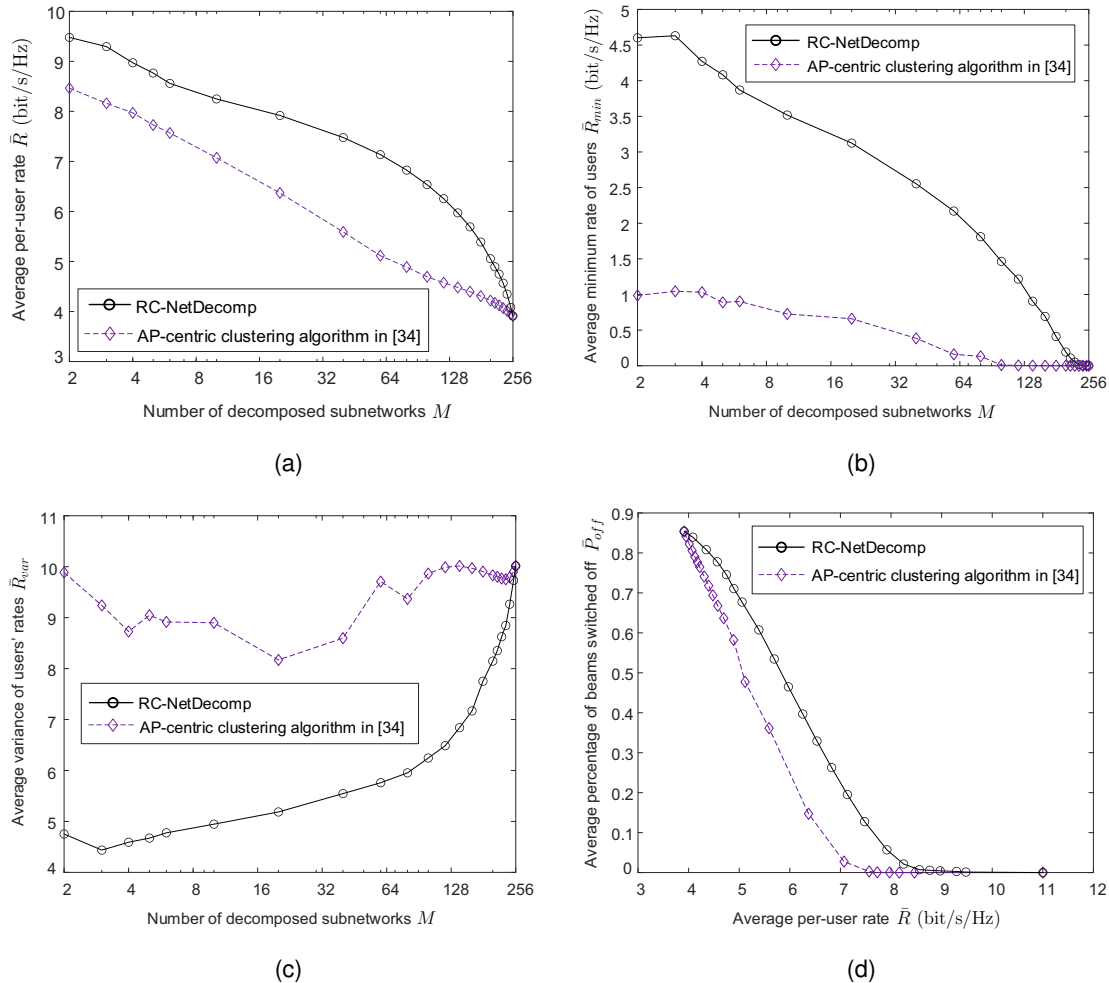 10
9
8
7
6
5
4
3
Average per-user rate R̄ (bit/s/Hz)
RC-NetDecomp
AP-centric clustering algorithm in [34]
2 4 8 16 32 64 128 256
Number of decomposed subnetworks M
(a)
5
4.5
4
3.5
3
2.5
2
1.5
1
0.5
0
Average minimum rate of users R̄min (bit/s/Hz)
RC-NetDecomp
AP-centric clustering algorithm in [34]
2 4 8 16 32 64 128 256
Number of decomposed subnetworks M
(b)
11
10
9
8
7
6
5
4
Average variance of users' rates R̄var
RC-NetDecomp
AP-centric clustering algorithm in [34]
2 4 8 16 32 64 128 256
Number of decomposed subnetworks M
(c)
0.9
0.8
0.7
0.6
0.5
0.4
0.3
0.2
0.1
0
Average percentage of beams switched off P̄off
RC-NetDecomp
AP-centric clustering algorithm in [34]
3 4 5 6 7 8 9 10 11 12
Average per-user rate R̄ (bit/s/Hz)
(d)